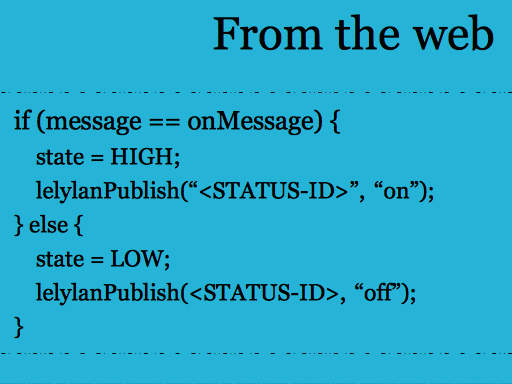 From the web
if (message == onMessage) {
state = HIGH;
lelylanPublish(“<STATUS-ID>”, “on”);
} else {
state = LOW;
lelylanPublish(<STATUS-ID>, “off”);
}